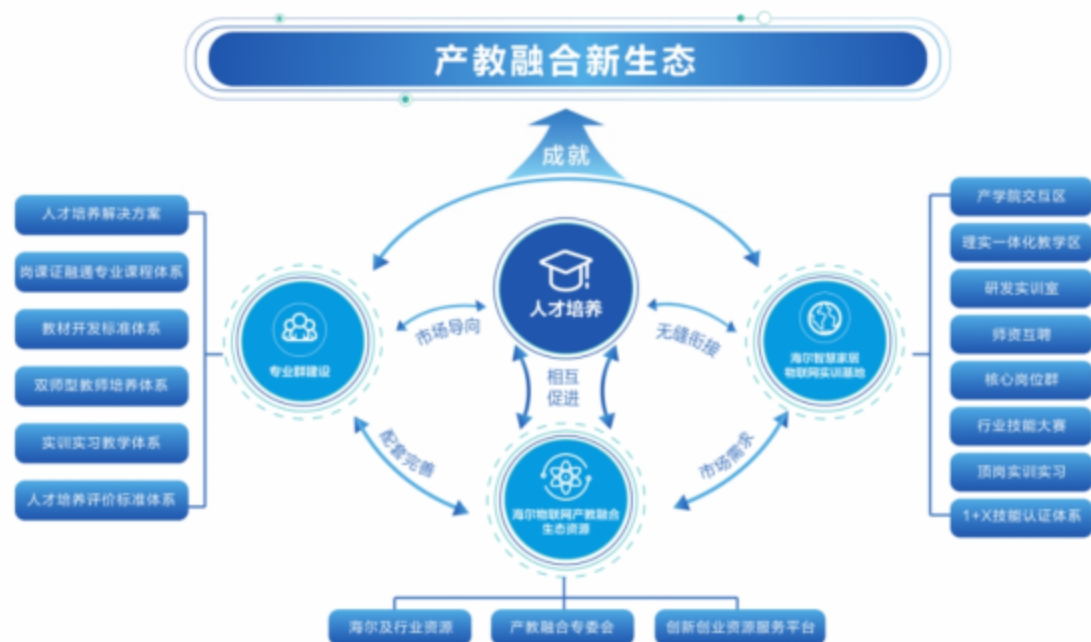 产教融合新生态
成就
人才培养解决方案
岗课证融通专业课程体系
教材开发标准体系
双师型教师培养体系
实训实习教学体系
人才培养评价标准体系
专业群建设
市场导向
人才培养
无缝衔接
相互
促进
配套完善
市场需求
海尔智慧家居
物联网实训基地
海尔物联网产教融合
生态资源
产学院交互区
理实一体化教学区
研发实训室
师资互聘
核心岗位群
行业技能大赛
顶岗实训实习
1+X技能认证体系
海尔及行业资源
产教融合专委会
创新创业资源服务平台